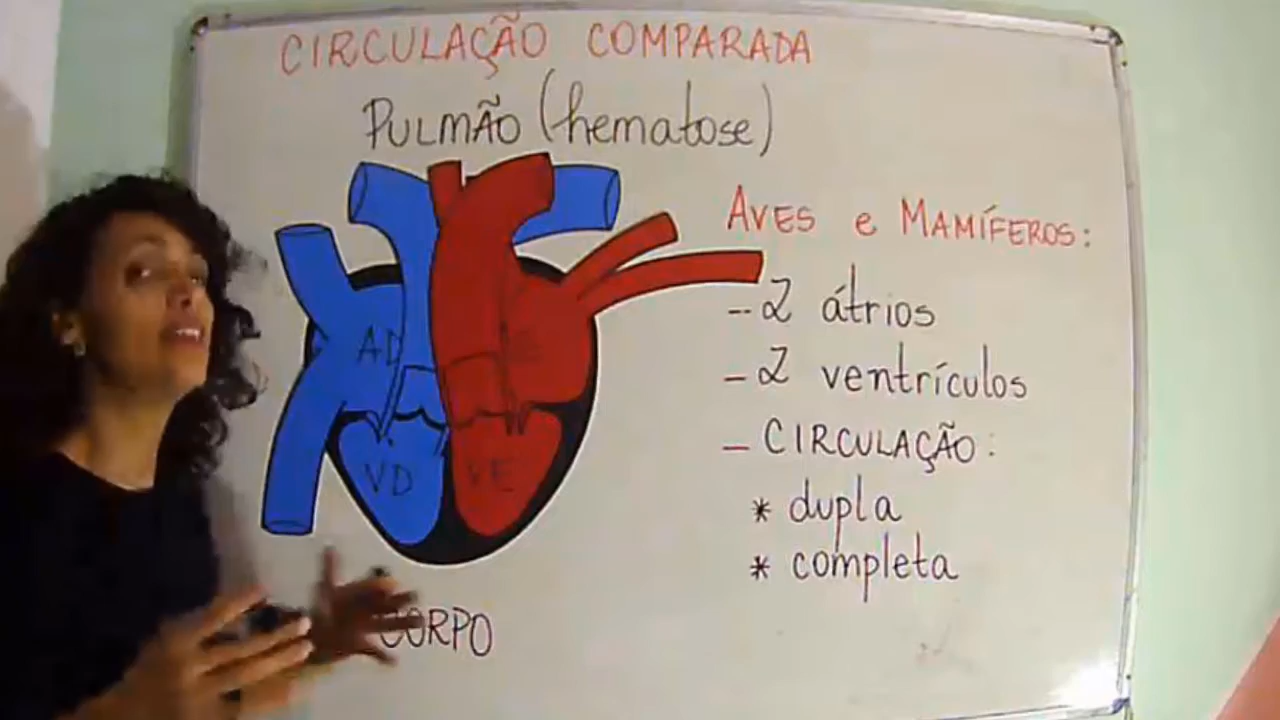 CIRCULAÇÃO COMPARADA
PULMÃO (hematose)
AVES e MAMÍFEROS:
- 2 átrios
- 2 ventrículos
- CIRCULAÇÃO:
* dupla
* completa
AD
VD
VE
CORPO